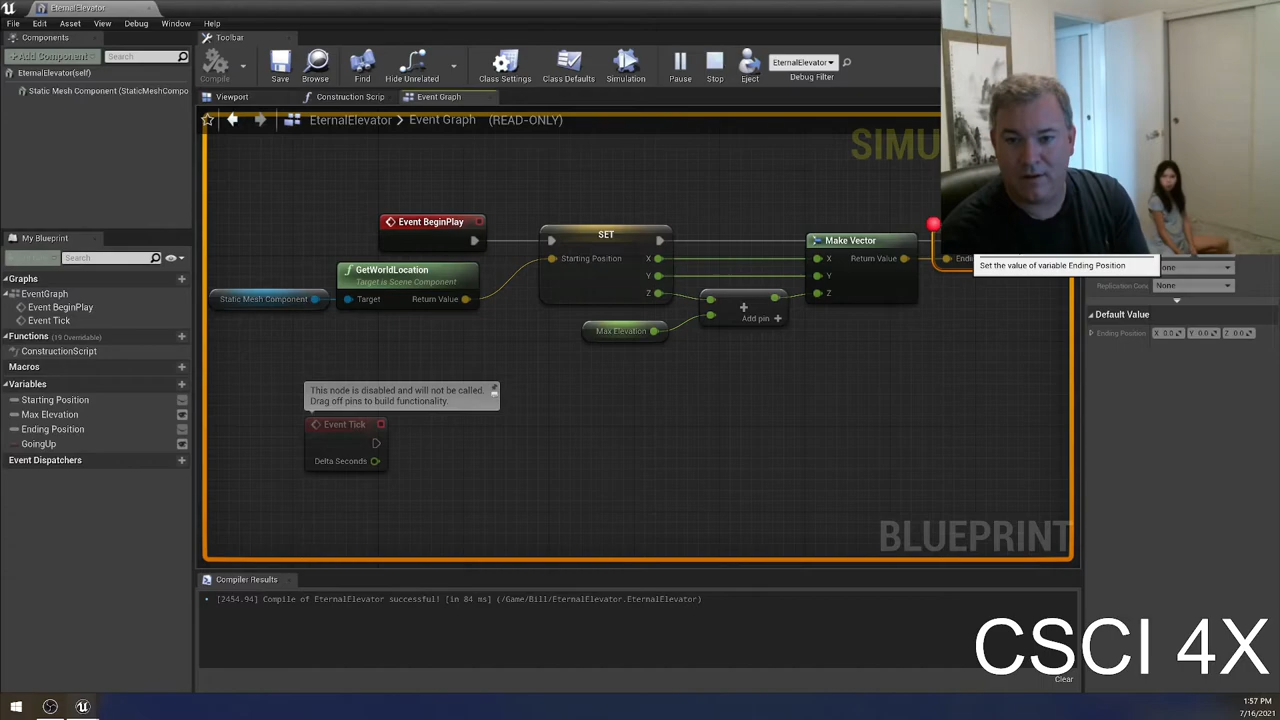 EternalElevator
File Edit Asset View Debug Window Help
Components
+Add Component Search
EternalElevator(self)
Static Mesh Component (StaticMeshCompo
Toolbar
Compile Save Browse Find Hide Unrelated Class Settings Class Defaults Simulation Pause Stop Eject
EternalElevator
Debug Filter
Viewport Construction Scrip Event Graph
EternalElevator > Event Graph (READ-ONLY)
SIMU
My Blueprint
Search
Graphs
EventGraph
Event BeginPlay
Event Tick
Functions (19 Overridable)
ConstructionScript
Macros
Variables
Starting Position
Max Elevation
Ending Position
GoingUp
Event Dispatchers
Event BeginPlay
GetWorldLocation
Target is Scene Component
Static Mesh Component
Target Return Value
SET
Starting Position X
Y
Z
Max Elevation
+
Add pin +
Make Vector
X Return Value
Y
Z
Set the value of variable Ending Position
This node is disabled and will not be called.
Drag off pins to build functionality.
Event Tick
Delta Seconds
BLUEPRINT
None
Replication Cond None
Default Value
Ending Position X 0.0 Y 0.0 Z 0.0
Compiler Results
[2454.94] Compile of EternalElevator successful! [in 84 ms] (/Game/Bill/EternalElevator.EternalElevator)
CSCI 4X
Clear
1:57 PM
7/16/2021